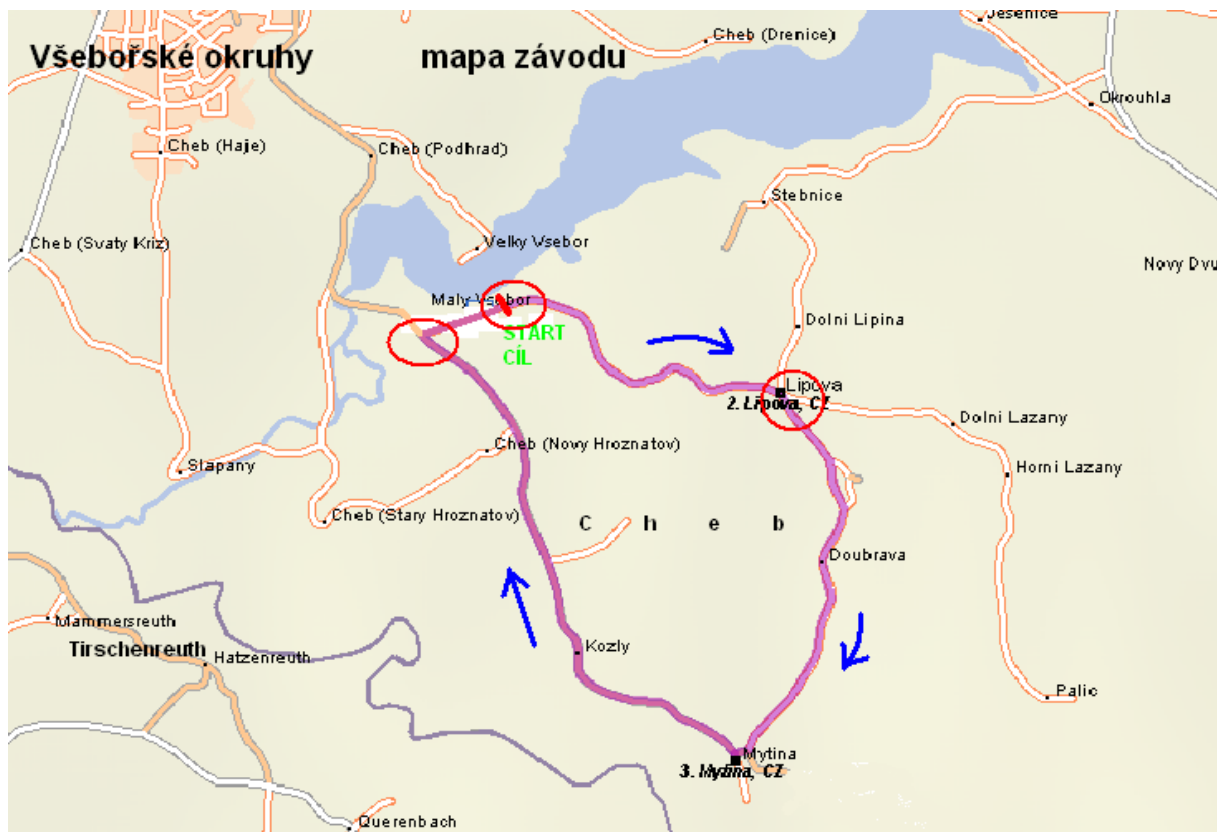 Jesenice
Cheb (Drenice)
Všebořské okruhy mapa závodu
Okrouhla
Cheb (Haje)
Cheb (Podhrad)
Stebnice
Cheb (Svaty Kriz)
Velky Vsebor
Novy Dvu
Maly Vsebor
START
CÍL
Dolni Lipina
Lipova
2. Lipova, CZ
Dolni Lazany
Cheb (Novy Hroznatov)
Slapany
Horni Lazany
Cheb (Stary Hroznatov)
C h e b
Doubrava
Mammersreuth
Tirschenreuth
Hatzenreuth
Kozly
Palic
Mytina
3. Mytina, CZ
Querenbach